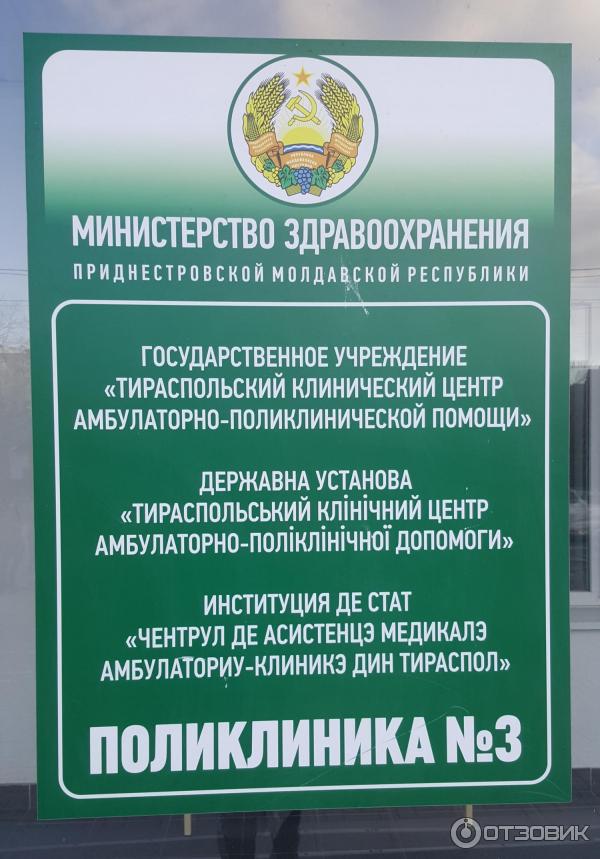 МИНИСТЕРСТВО ЗДРАВООХРАНЕНИЯ
ПРИДНЕСТРОВСКОЙ МОЛДАВСКОЙ РЕСПУБЛИКИ
ГОСУДАРСТВЕННОЕ УЧРЕЖДЕНИЕ
«ТИРАСПОЛЬСКИЙ КЛИНИЧЕСКИЙ ЦЕНТР
АМБУЛАТОРНО-ПОЛИКЛИНИЧЕСКОЙ ПОМОЩИ»
ДЕРЖАВНА УСТАНОВА
«ТИРАСПОЛЬСЬКИЙ КЛІНІЧНИЙ ЦЕНТР
АМБУЛАТОРНО-ПОЛІКЛІНІЧНОЇ ДОПОМОГИ»
ИНСТИТУЦИЯ ДЕ СТАТ
«ЧЕНТРУЛ ДЕ АСИСТЕНЦЭ МЕДИКАЛЭ
АМБУЛАТОРИУ-КЛИНИКЭ ДИН ТИРАСПОЛ»
ПОЛИКЛИНИКА №3
ОТЗОВИК